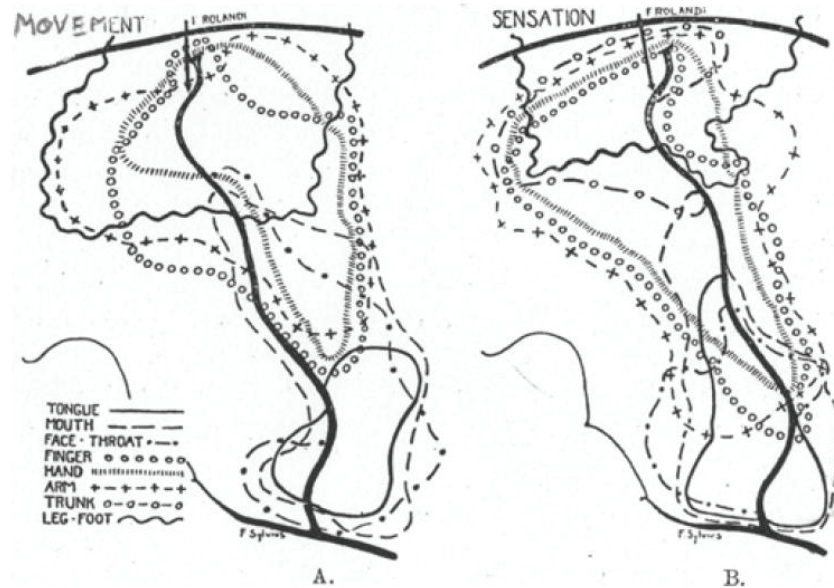 MOVEMENT
F. ROLANDI
SENSATION
F. ROLANDI
TONGUE
MOUTH
FACE-THROAT
FINGER
HAND
ARM
TRUNK
LEG-FOOT
F Sylvius
A.
F Sylvius
B.